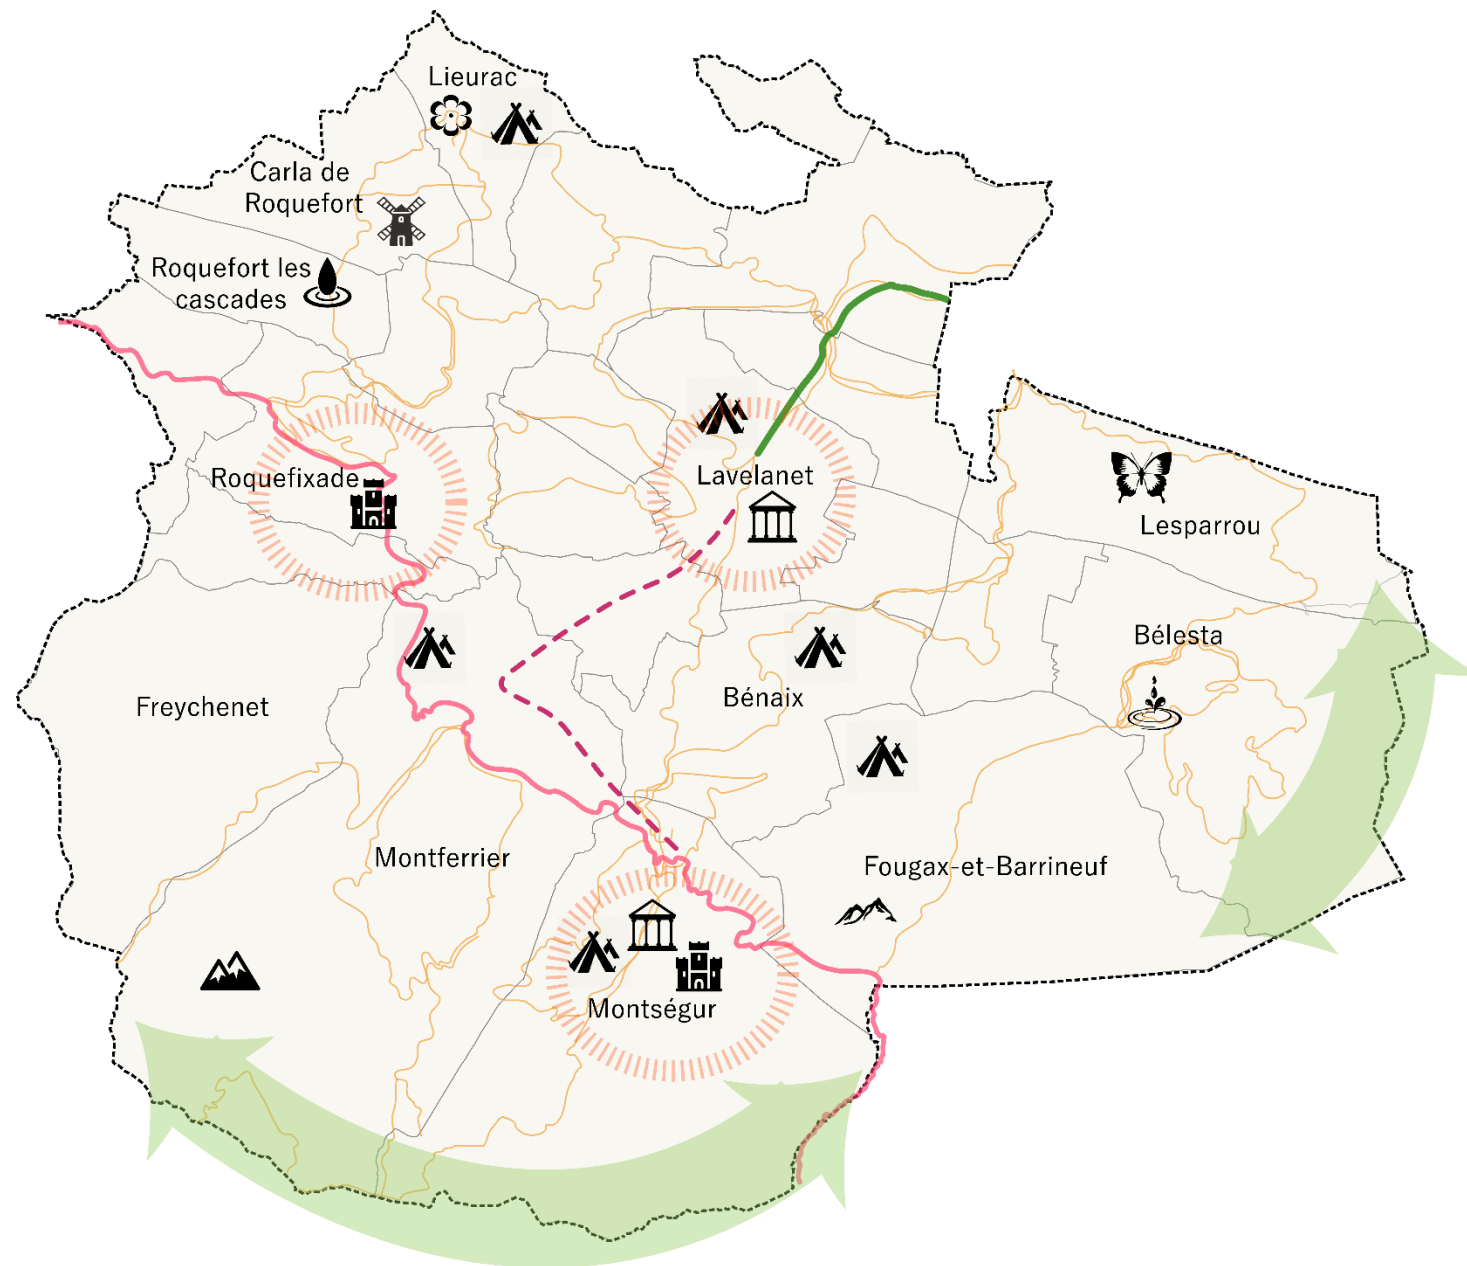 Lieurac
Carla de
Roquefort
Roquefort les
cascades
Roquefixade
Lavelanet
Lesparrou
Bélesta
Freychenet
Bénaix
Montferrier
Fougax-et-Barrineuf
Montségur